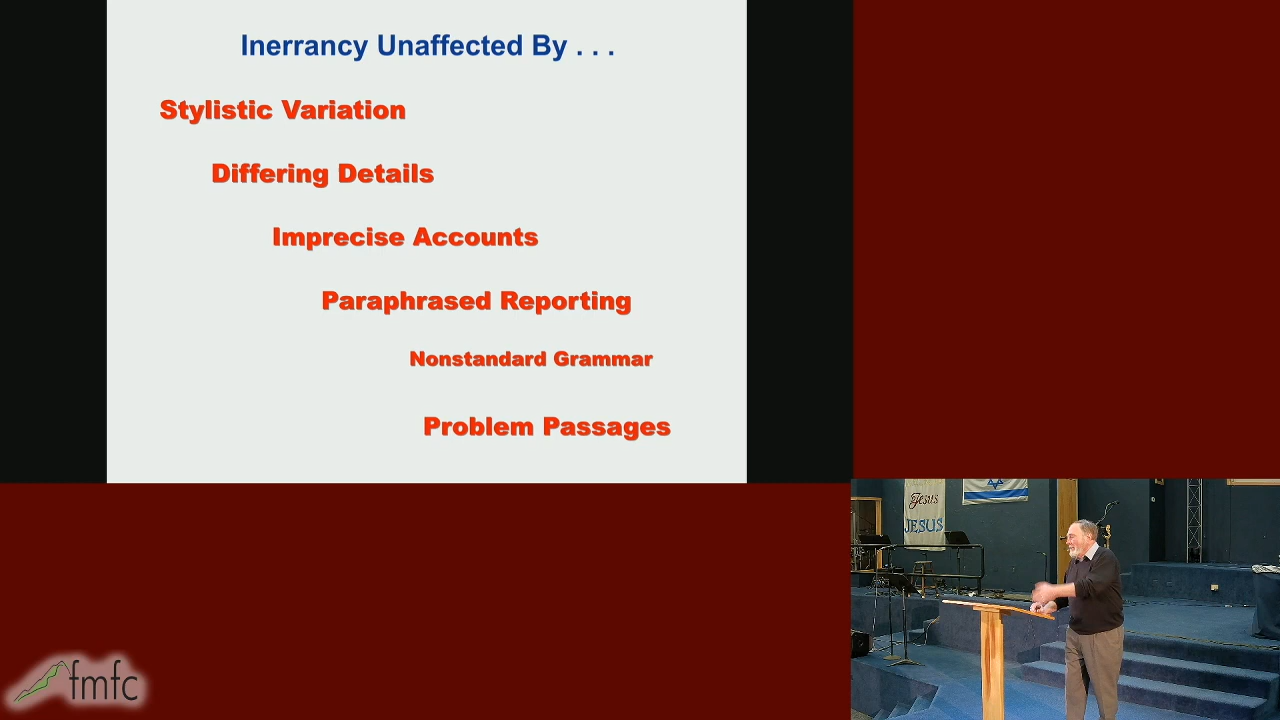 Inerrancy Unaffected By . . .
Stylistic Variation
Differing Details
Imprecise Accounts
Paraphrased Reporting
Nonstandard Grammar
Problem Passages
Jesus
JESUS
fmfc